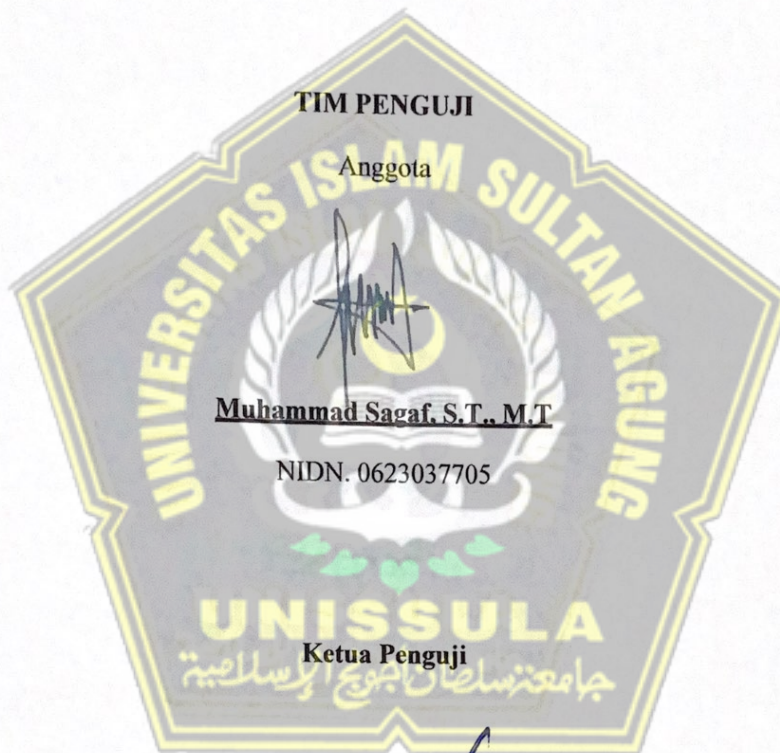 TIM PENGUJI
Anggota
UNIVERSITAS ISLAM SULTAN AGUNG
Muhammad Sagaf, S.T., M.T
NIDN. 0623037705
UNISSULA
Ketua Penguji
جامعة سلطان أجونج الإسلامية